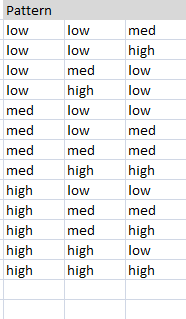 Pattern
low low med
low low high
low med low
low high low
med low low
med low med
med med med
med high high
high low low
high med med
high med high
high high low
high high high